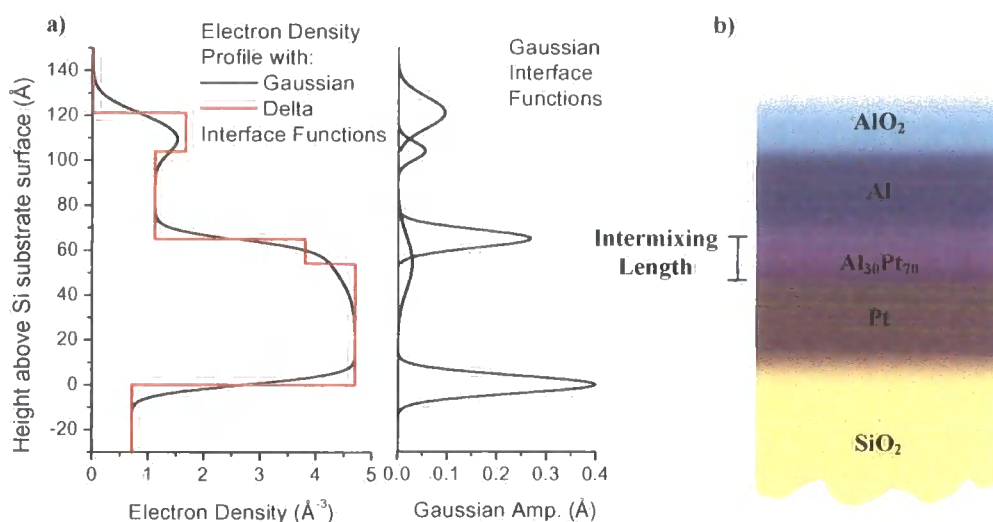 a)
Electron Density
Profile with:
Gaussian
Delta
Interface Functions
Height above Si substrate surface (Å)
140
120
100
80
60
40
20
0
-20
0 1 2 3 4 5
Electron Density (Å⁻³)
Gaussian
Interface
Functions
0.0 0.1 0.2 0.3 0.4
Gaussian Amp. (Å)
b)
AlO₂
Al
Intermixing
Length
Al₃₀Pt₇₀
Pt
SiO₂